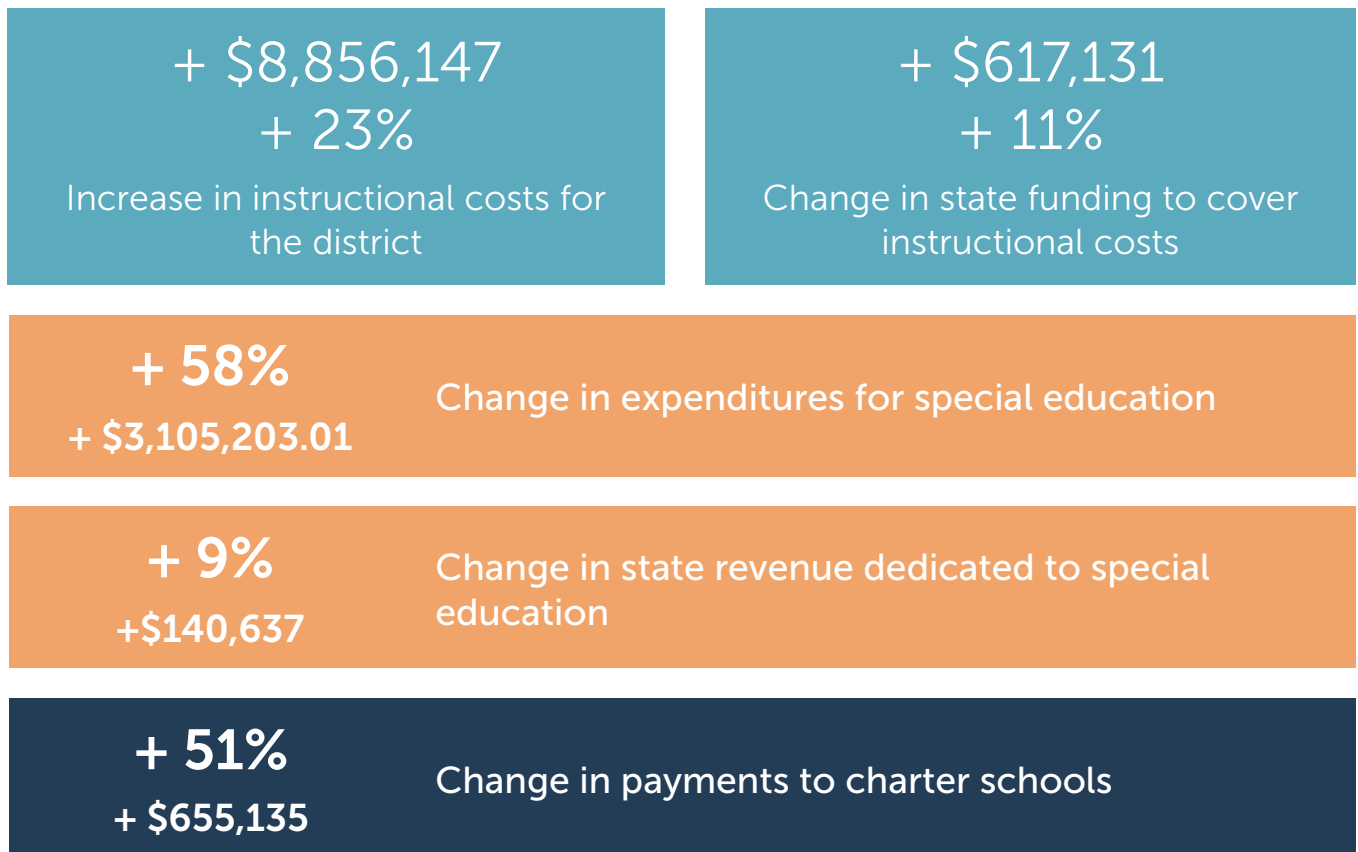 + $8,856,147
+ 23%
Increase in instructional costs for
the district
+ $617,131
+ 11%
Change in state funding to cover
instructional costs
+ 58%
+ $3,105,203.01
Change in expenditures for special education
+ 9%
+$140,637
Change in state revenue dedicated to special
education
+ 51%
+ $655,135
Change in payments to charter schools